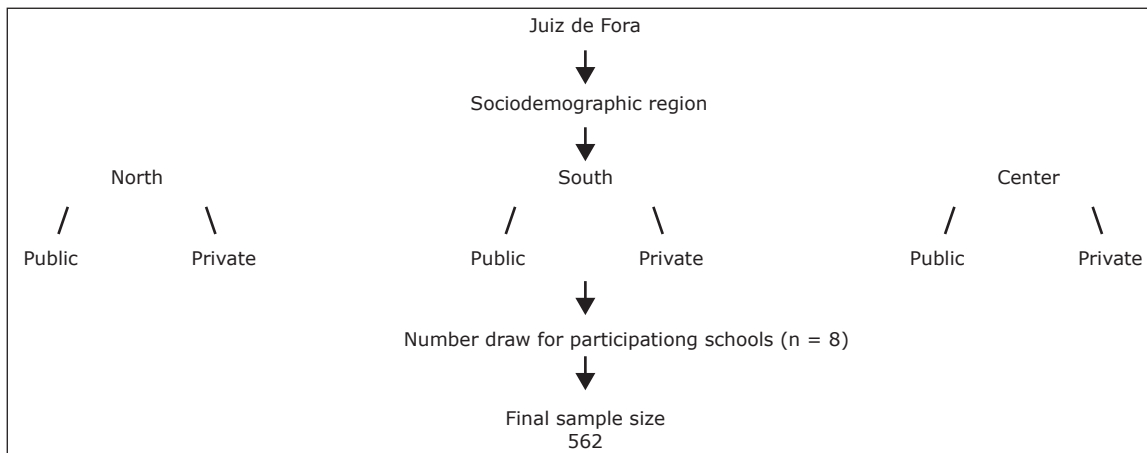 Juiz de Fora
Sociodemographic region
North South Center
Public Private Public Private Public Private
Number draw for participationg schools (n = 8)
Final sample size
562